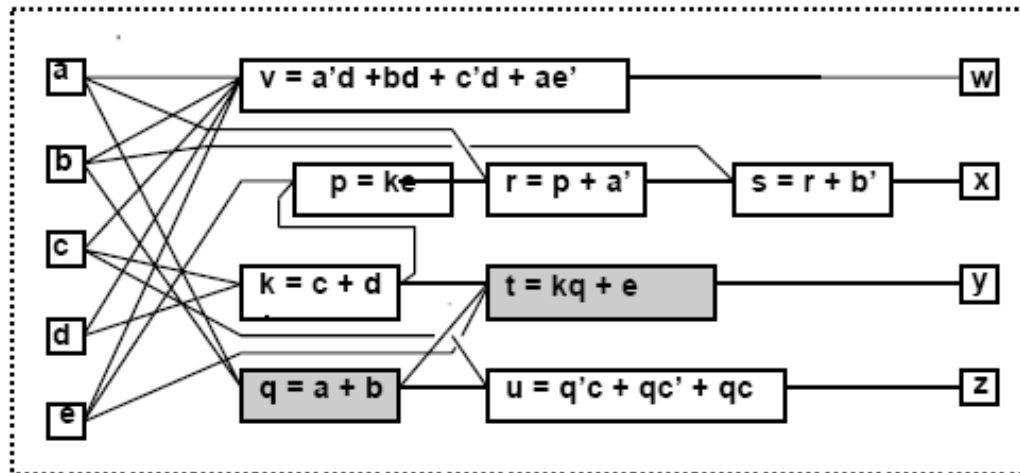 a
v = a'd +bd + c'd + ae'
w
b
p = ke
r = p + a'
s = r + b'
x
c
k = c + d
t = kq + e
y
d
q = a + b
u = q'c + qc' + qc
z
e